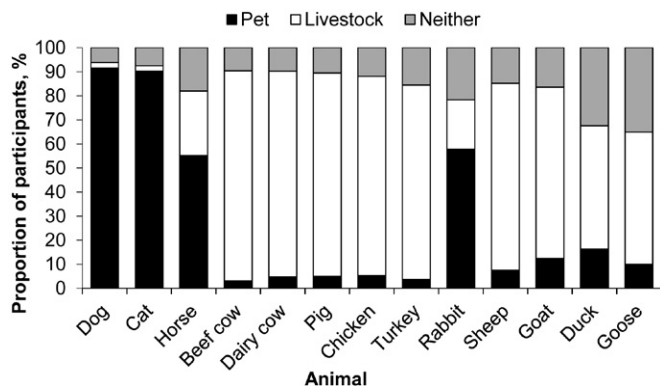 Pet Livestock Neither
Proportion of participants, %
100
90
80
70
60
50
40
30
20
10
0
Dog
Cat
Horse
Beef cow
Dairy cow
Pig
Chicken
Turkey
Rabbit
Sheep
Goat
Duck
Goose
Animal